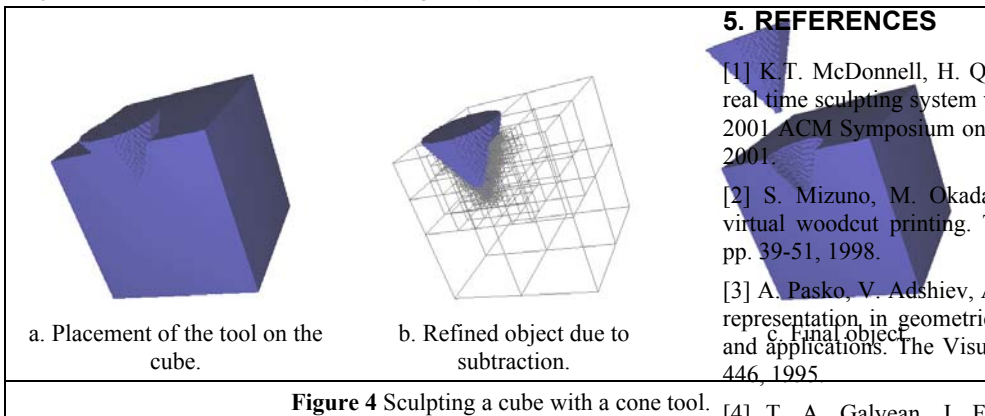 a. Placement of the tool on the
cube.
b. Refined object due to
subtraction.
c. Final object.
Figure 4 Sculpting a cube with a cone tool.
5. REFERENCES
[1] K.T. McDonnell, H. Q
real time sculpting system
2001 ACM Symposium on
2001.
[2] S. Mizuno, M. Okada
virtual woodcut printing. T
pp. 39-51, 1998.
[3] A. Pasko, V. Adshiev, A
representation in geometric
and applications. The Visu
446, 1995.
[4] T. A. Galyean, J. F